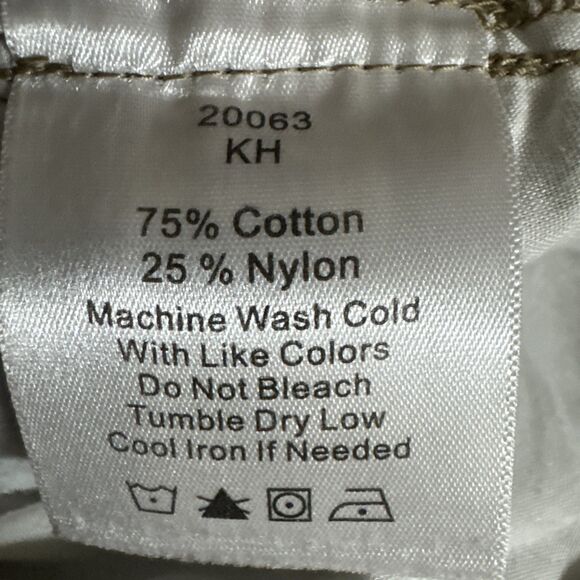 20063
KH
75% Cotton
25 % Nylon
Machine Wash Cold
With Like Colors
Do Not Bleach
Tumble Dry Low
Cool Iron If Needed